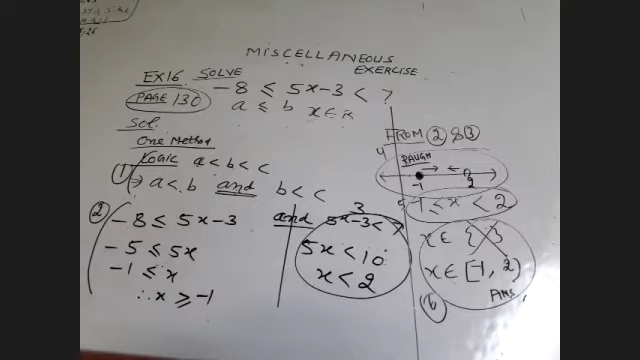 MISCELLANEOUS
EXERCISE
EX16 SOLVE
-8 ≤ 5x-3 < 7
PAGE 130
a ≤ b x∈R
Sol.
One Method
Logic a<b<c
1
⇒ a<b and b<c
2
-8 ≤ 5x-3
-5 ≤ 5x
-1 ≤ x
∴ x ≥ -1
and
3
5x-3<7
5x < 10
x < 2
FROM 2 & 3
4
ROUGH
-1 2
5 -1 ≤ x < 2
x ∈ { }
x ∈ [-1, 2)
Ans.
6